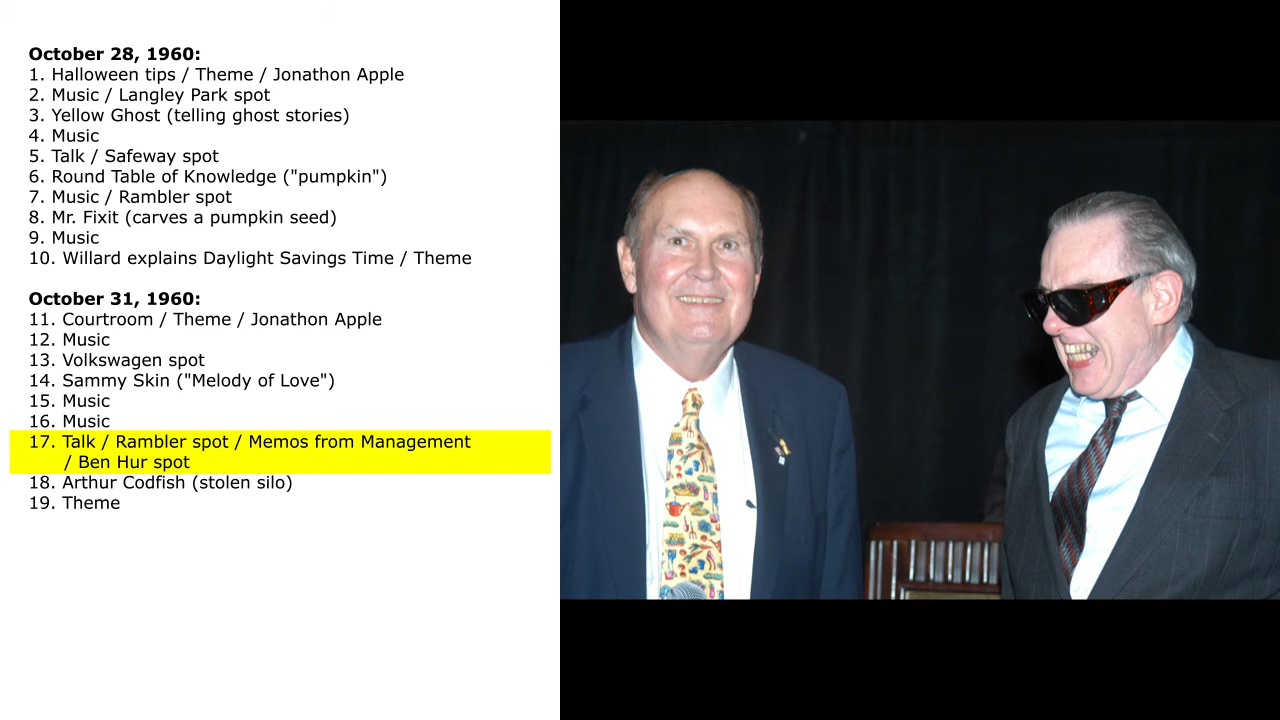 October 28, 1960:
1. Halloween tips / Theme / Jonathon Apple
2. Music / Langley Park spot
3. Yellow Ghost (telling ghost stories)
4. Music
5. Talk / Safeway spot
6. Round Table of Knowledge ("pumpkin")
7. Music / Rambler spot
8. Mr. Fixit (carves a pumpkin seed)
9. Music
10. Willard explains Daylight Savings Time / Theme
October 31, 1960:
11. Courtroom / Theme / Jonathon Apple
12. Music
13. Volkswagen spot
14. Sammy Skin ("Melody of Love")
15. Music
16. Music
17. Talk / Rambler spot / Memos from Management
/ Ben Hur spot
18. Arthur Codfish (stolen silo)
19. Theme